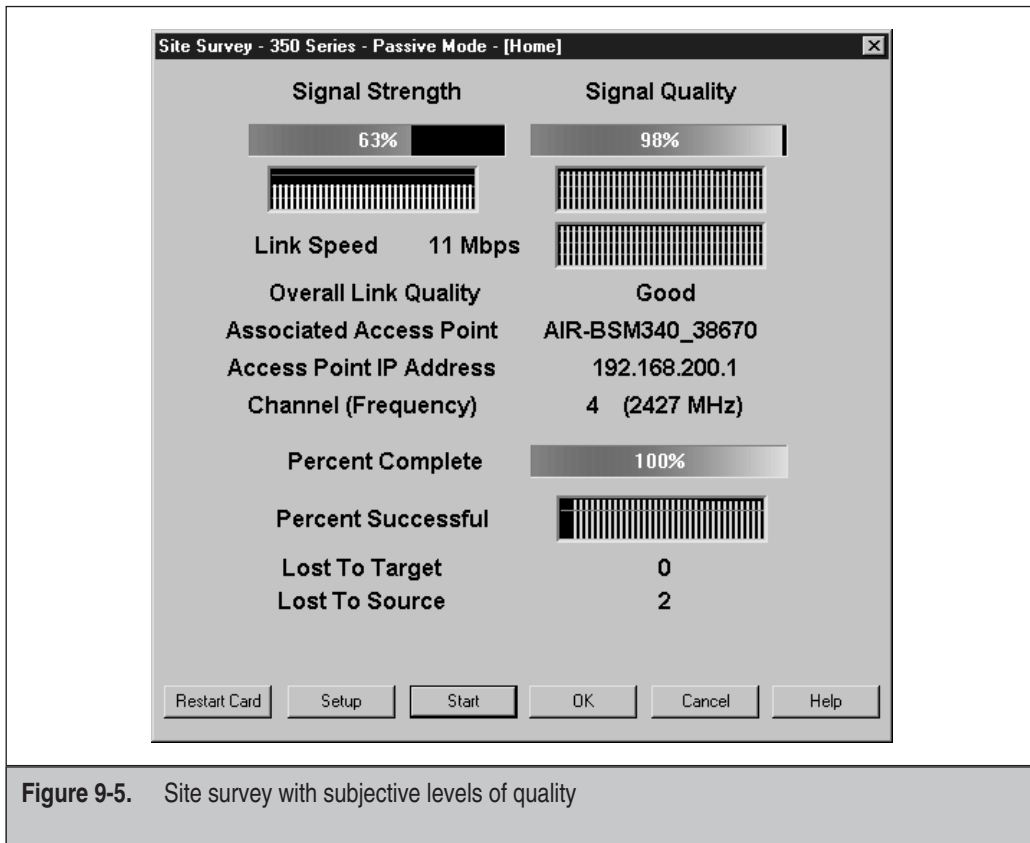 Site Survey - 350 Series - Passive Mode - [Home]
Signal Strength Signal Quality
63% 98%
Link Speed 11 Mbps
Overall Link Quality Good
Associated Access Point AIR-BSM340_38670
Access Point IP Address 192.168.200.1
Channel (Frequency) 4 (2427 MHz)
Percent Complete 100%
Percent Successful
Lost To Target 0
Lost To Source 2
Restart Card Setup Start OK Cancel Help
Figure 9-5. Site survey with subjective levels of quality